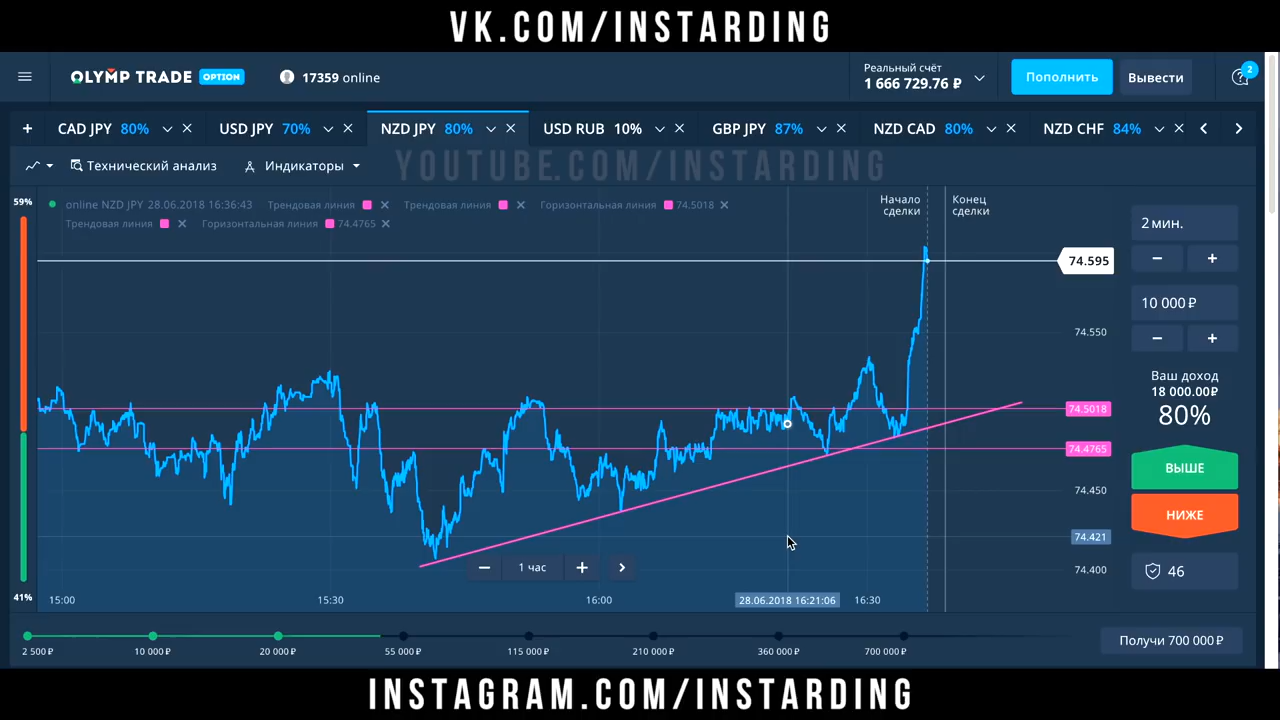 VK.COM/INSTARDING
OLYMP TRADE OPTION 17359 online
Реальный счёт
1 666 729.76 ₽
Пополнить
Вывести
2
+ CAD JPY 80% USD JPY 70% NZD JPY 80% USD RUB 10% GBP JPY 87% NZD CAD 80% NZD CHF 84%
Технический анализ Индикаторы
YOUTUBE.COM/INSTARDING
59%
online NZD JPY 28.06.2018 16:36:43 Трендовая линия Трендовая линия Горизонтальная линия 74.5018
Трендовая линия Горизонтальная линия 74.4765
Начало сделки
Конец сделки
2 мин.
− +
74.595
10 000 ₽
− +
74.550
Ваш доход
18 000.00₽
80%
74.5018
74.4765
ВЫШЕ
74.450
НИЖЕ
74.421
− 1 час +
74.400
46
41%
15:00 15:30 16:00 28.06.2018 16:21:06 16:30
2 500 ₽ 10 000 ₽ 20 000 ₽ 55 000 ₽ 115 000 ₽ 210 000 ₽ 360 000 ₽ 700 000 ₽
Получи 700 000 ₽
INSTAGRAM.COM/INSTARDING